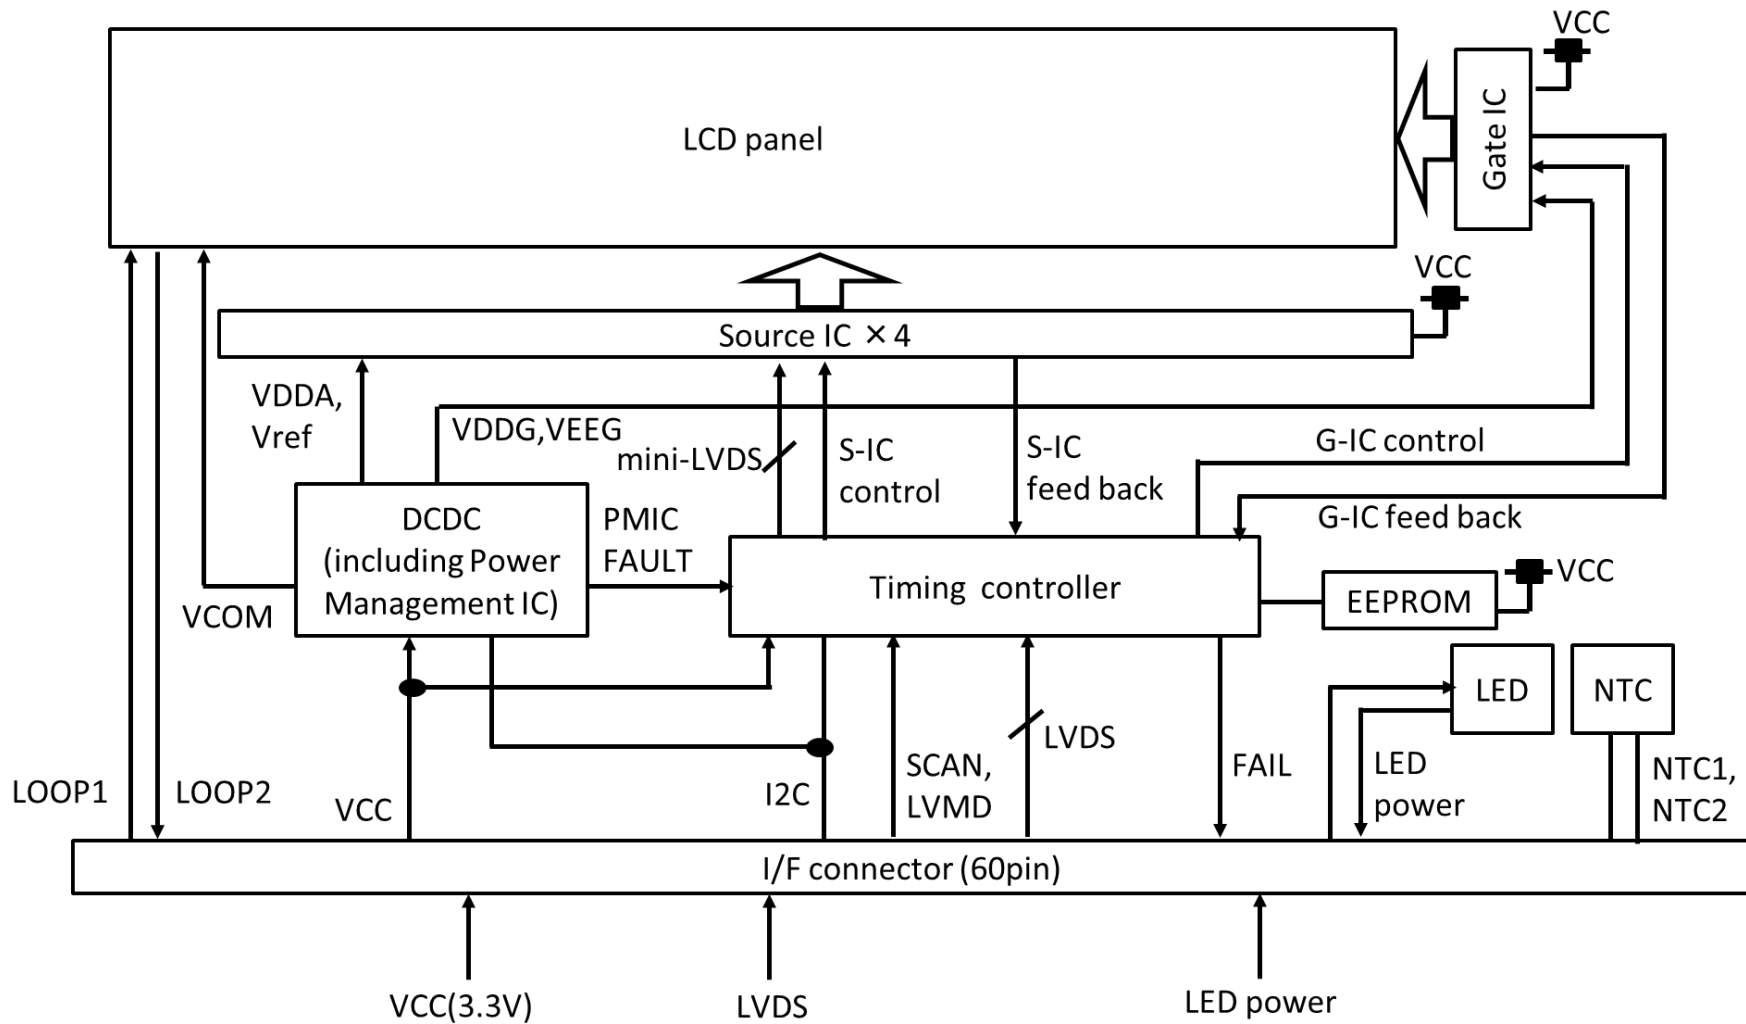 VCC
LCD panel
Gate IC
VCC
Source IC × 4
VDDA,
Vref
VDDG,VEEG
mini-LVDS
S-IC
control
S-IC
feed back
G-IC control
G-IC feed back
DCDC
(including Power
Management IC)
PMIC
FAULT
Timing controller
EEPROM
VCC
VCOM
LED
NTC
LOOP1
LOOP2
VCC
I2C
SCAN,
LVMD
LVDS
FAIL
LED
power
NTC1,
NTC2
I/F connector (60pin)
VCC(3.3V)
LVDS
LED power